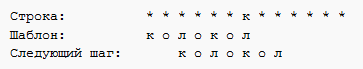 Строка: * * * * * * к * * * * * *
Шаблон: к о л о к о л
Следующий шаг: к о л о к о л